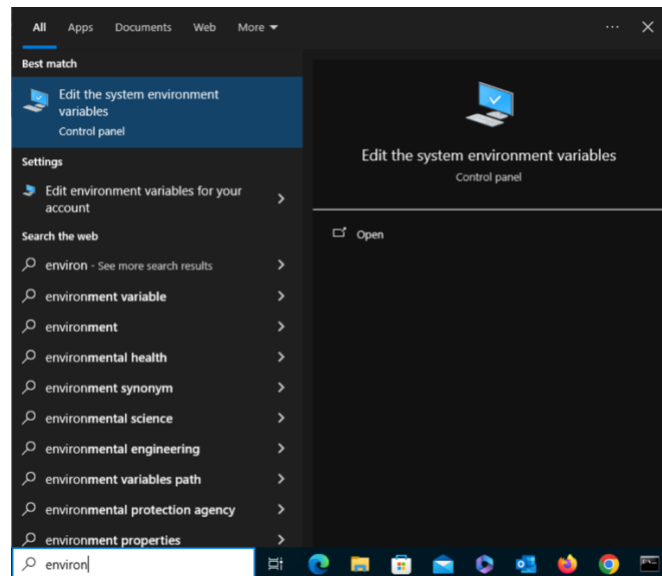 All Apps Documents Web More
Best match
Edit the system environment
variables
Control panel
Settings
Edit environment variables for your
account
Search the web
environ - See more search results
environment variable
environment
environmental health
environment synonym
environmental science
environmental engineering
environment variables path
environmental protection agency
environment properties
environ
Edit the system environment variables
Control panel
Open